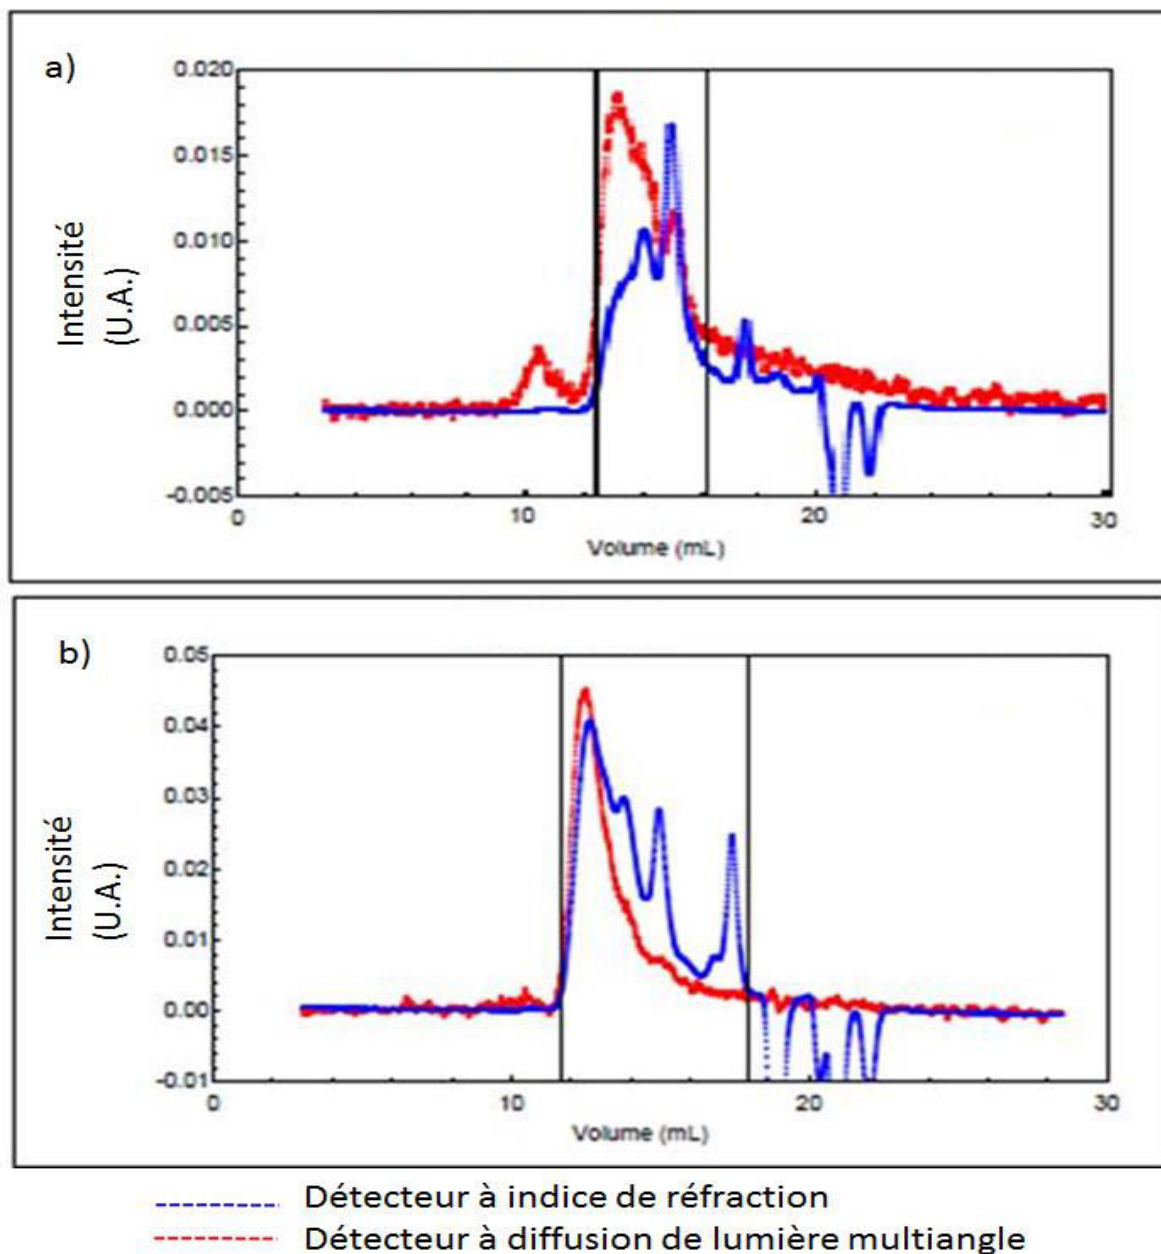 a)
0.020
0.015
0.010
0.005
0.000
-0.005
Intensité
(U.A.)
0 10 20 30
Volume (mL)
b)
0.05
0.04
0.03
0.02
0.01
0.00
-0.01
Intensité
(U.A.)
0 10 20 30
Volume (mL)
Détecteur à indice de réfraction
Détecteur à diffusion de lumière multiangle